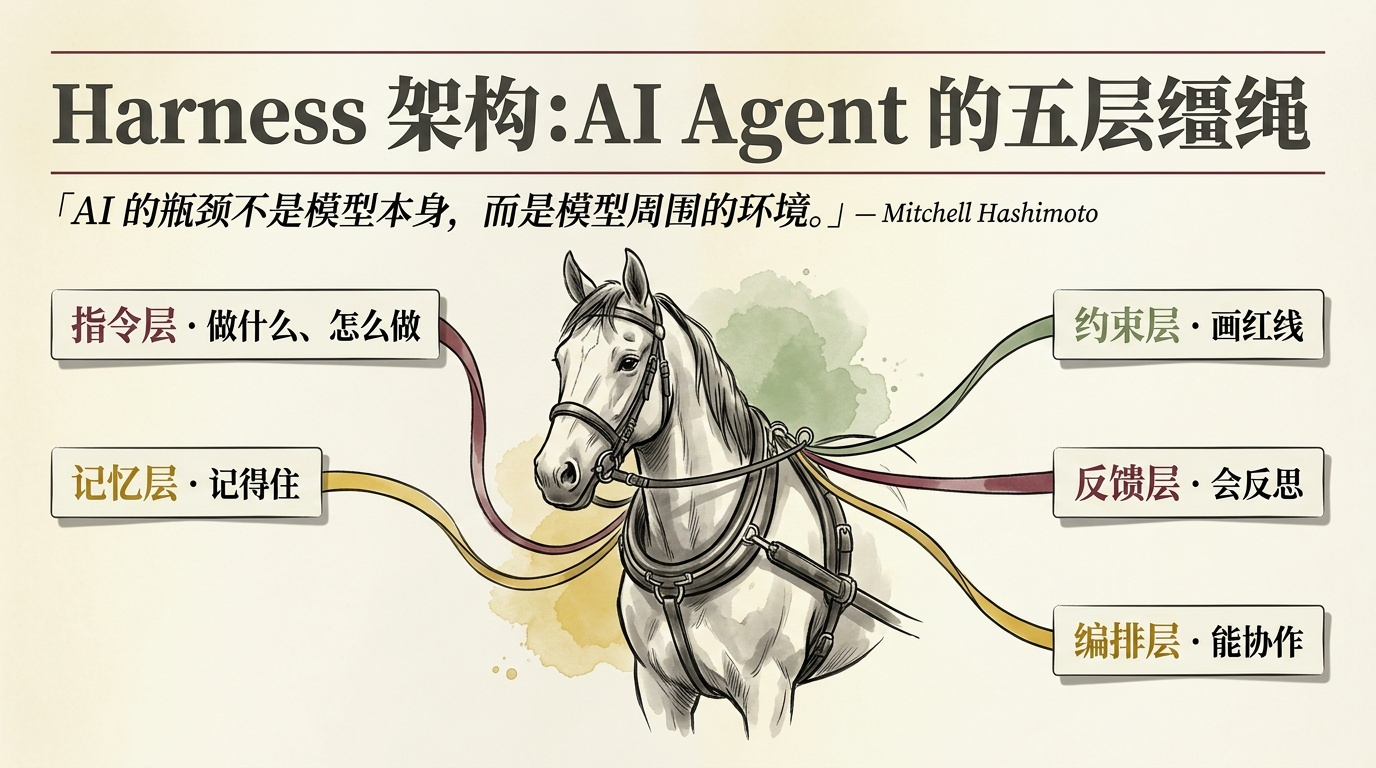 Harness 架构：AI Agent 的五层缰绳
「AI 的瓶颈不是模型本身，而是模型周围的环境。」— Mitchell Hashimoto
指令层 · 做什么、怎么做
记忆层 · 记得住
约束层 · 画红线
反馈层 · 会反思
编排层 · 能协作